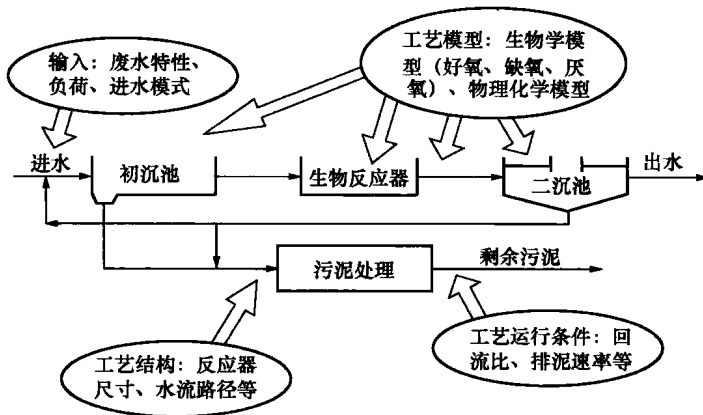 输入：废水特性、
负荷、进水模式
工艺模型：生物学模
型（好氧、缺氧、厌
氧）、物理化学模型
进水
初沉池
生物反应器
二沉池
出水
污泥处理
剩余污泥
工艺结构：反应器
尺寸、水流路径等
工艺运行条件：回
流比、排泥速率等